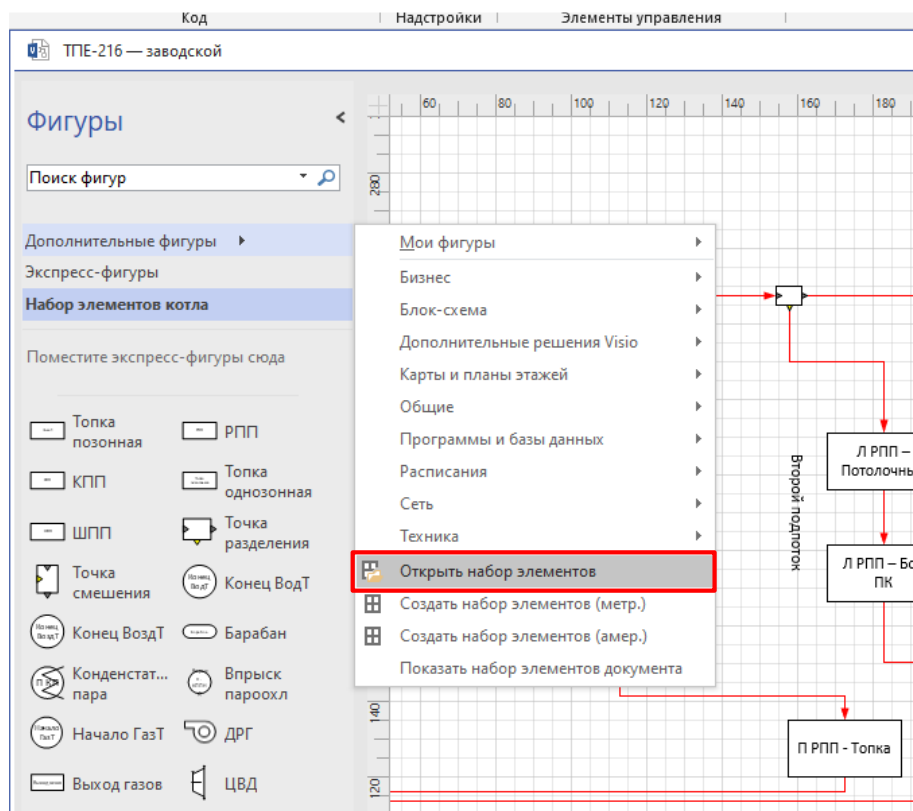 Код
Надстройки
Элементы управления
ТПЕ-216 — заводской
60
80
100
120
140
160
180
Фигуры
Поиск фигур
280
Дополнительные фигуры
Экспресс-фигуры
Набор элементов котла
Поместите экспресс-фигуры сюда
Топка
позонная
РПП
КПП
Топка
однозонная
ШПП
Точка
разделения
Точка
смешения
Конец ВодТ
Конец ВоздТ
Барабан
Конденстат...
пара
Впрыск
пароохл
Начало ГазТ
ДРГ
Выход газов
ЦВД
Мои фигуры
Бизнес
Блок-схема
Дополнительные решения Visio
Карты и планы этажей
Общие
Программы и базы данных
Расписания
Сеть
Техника
Открыть набор элементов
Создать набор элементов (метр.)
Создать набор элементов (амер.)
Показать набор элементов документа
Второй подпоток
Л РПП –
Потолочны
Л РПП – Бо
ПК
140
П РПП - Топка
120